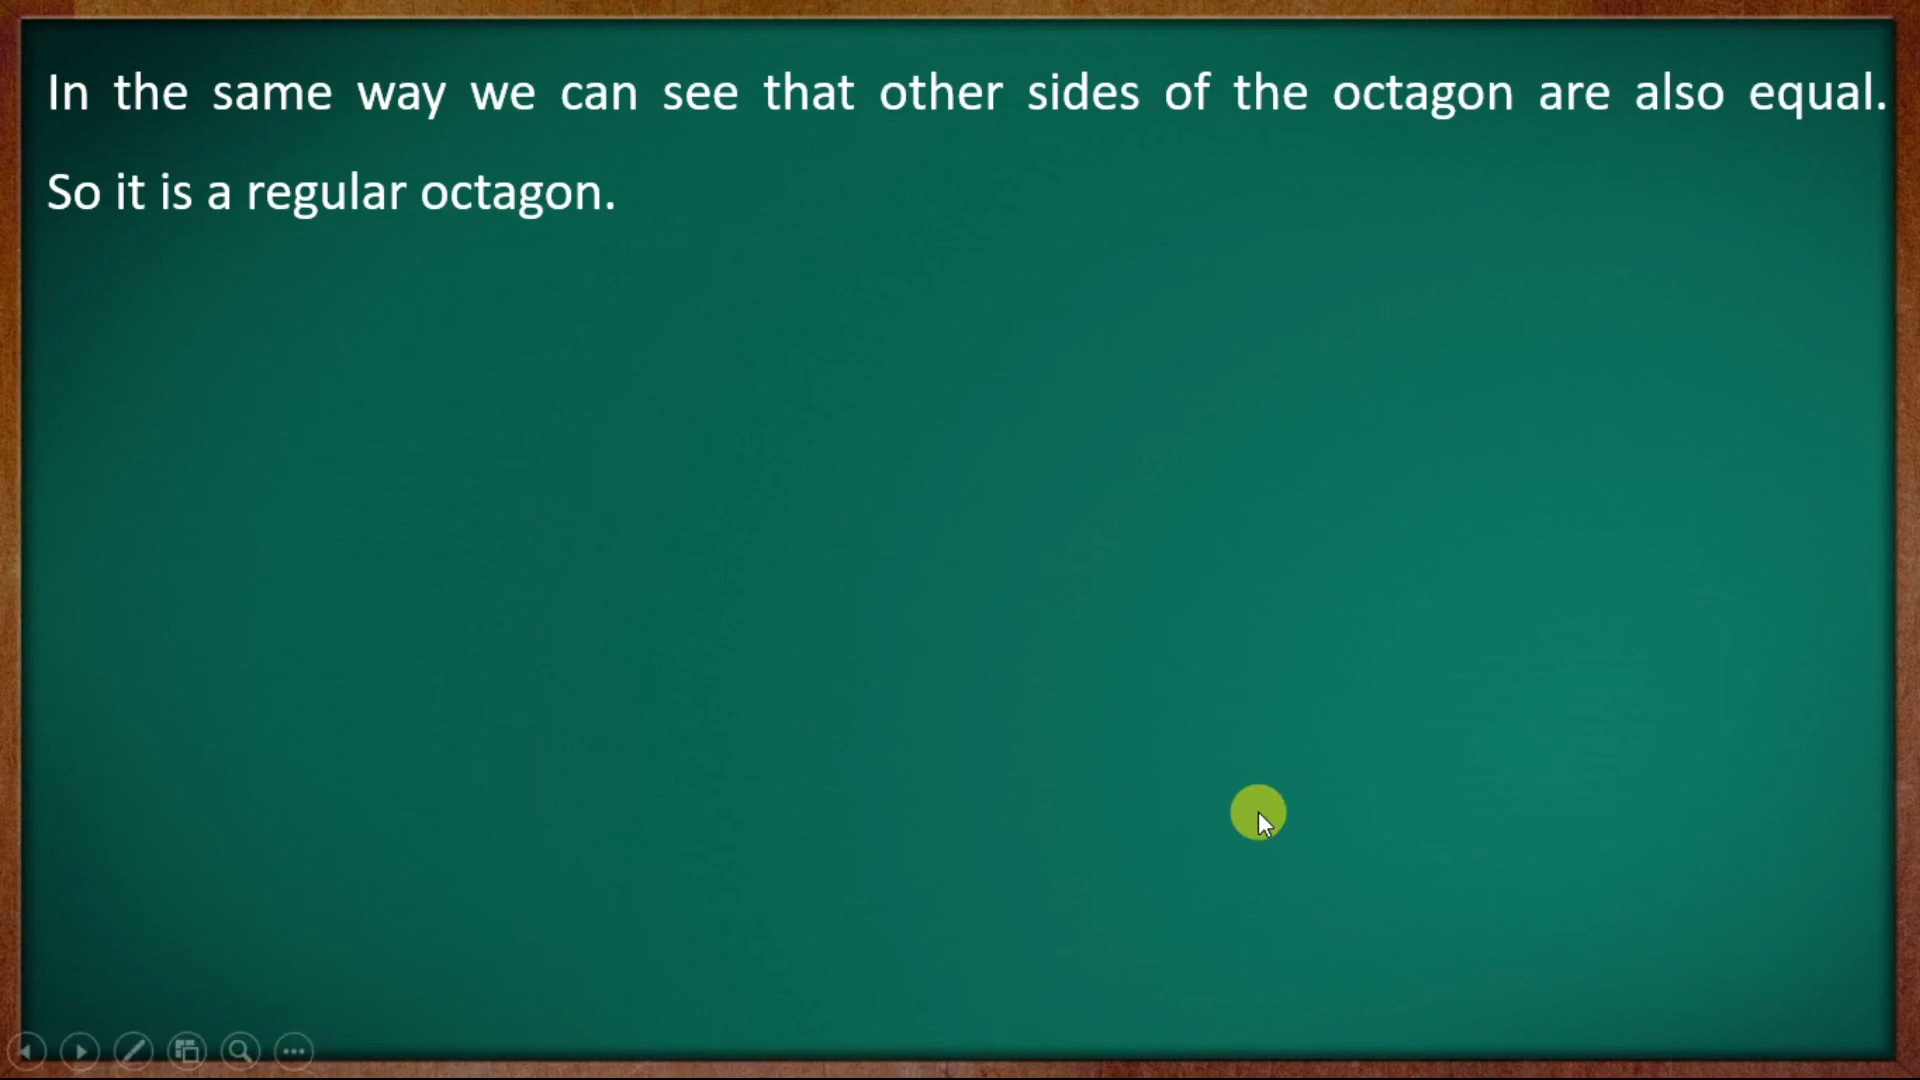 In the same way we can see that other sides of the octagon are also equal.
So it is a regular octagon.